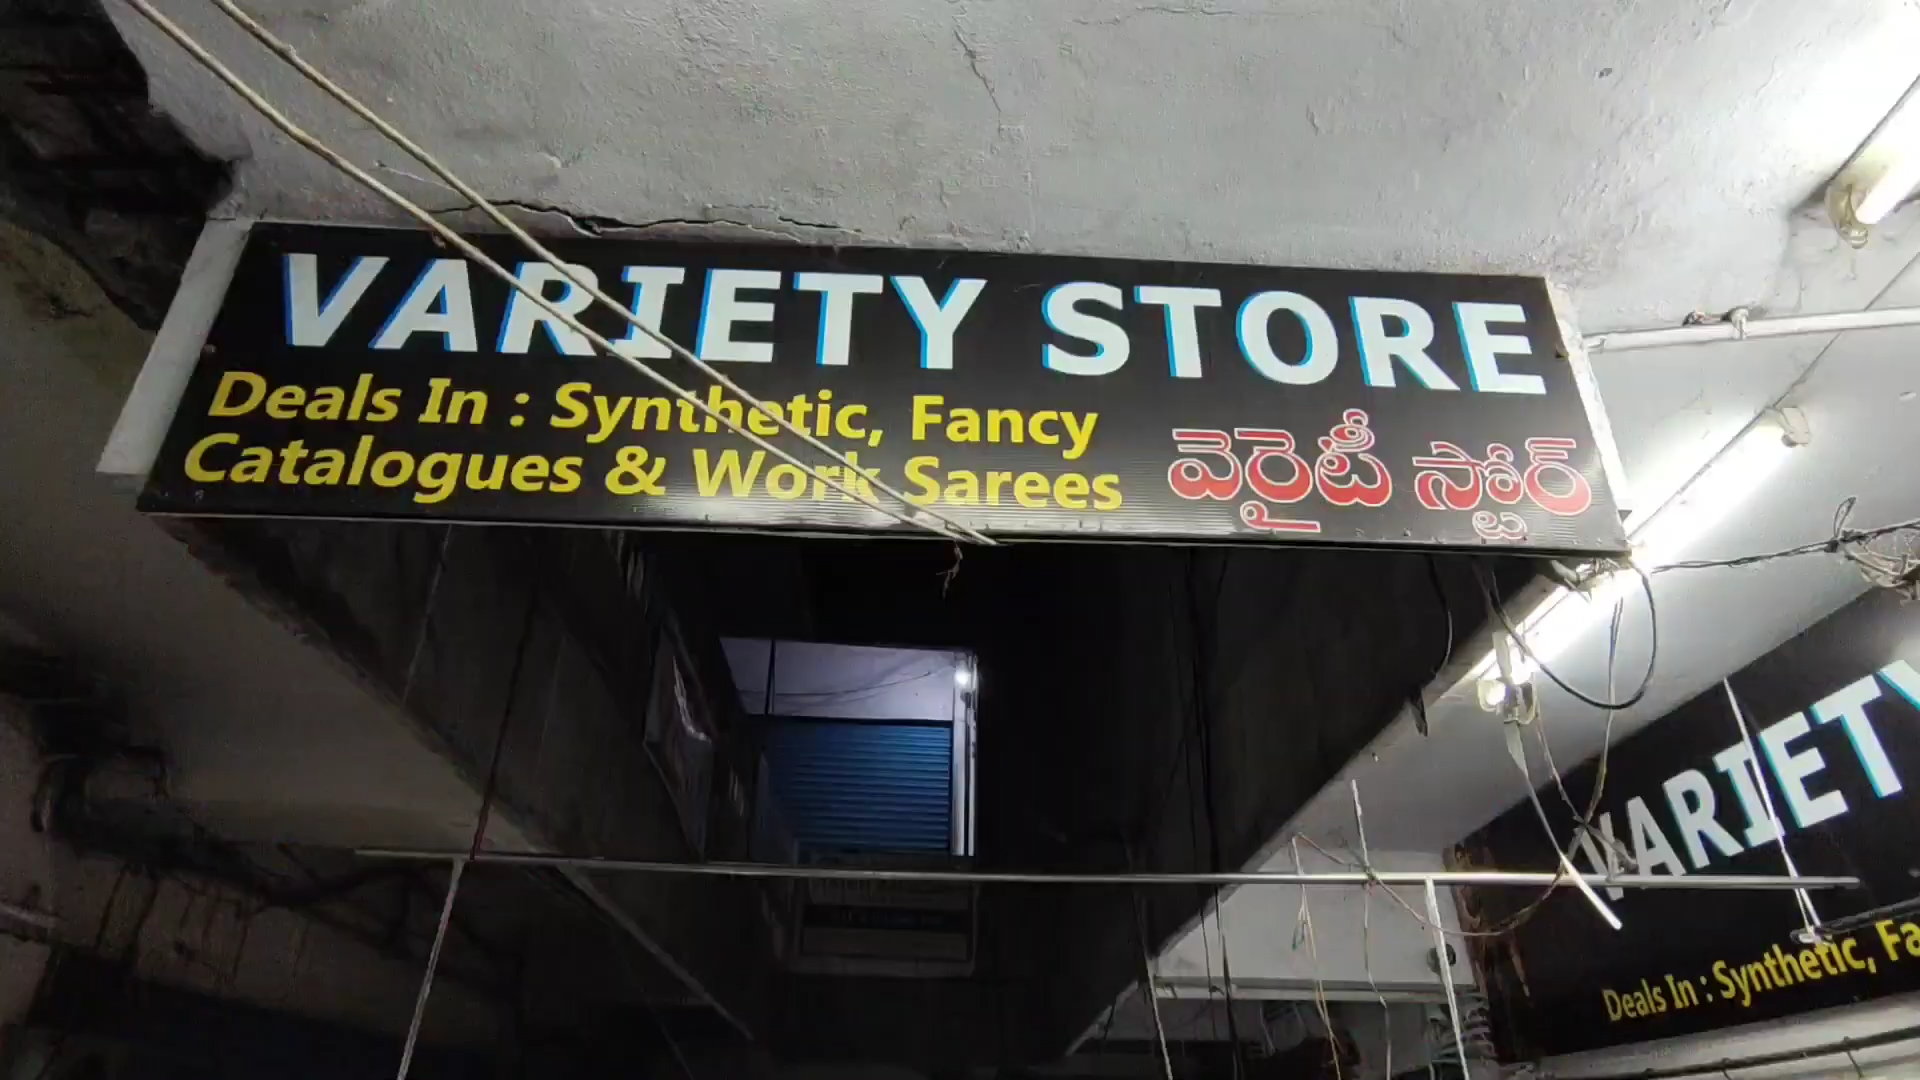 VARIETY STORE
Deals In : Synthetic, Fancy
Catalogues & Work Sarees
వెరైటీ స్టోర్
VARIETY
Deals In : Synthetic, Fa